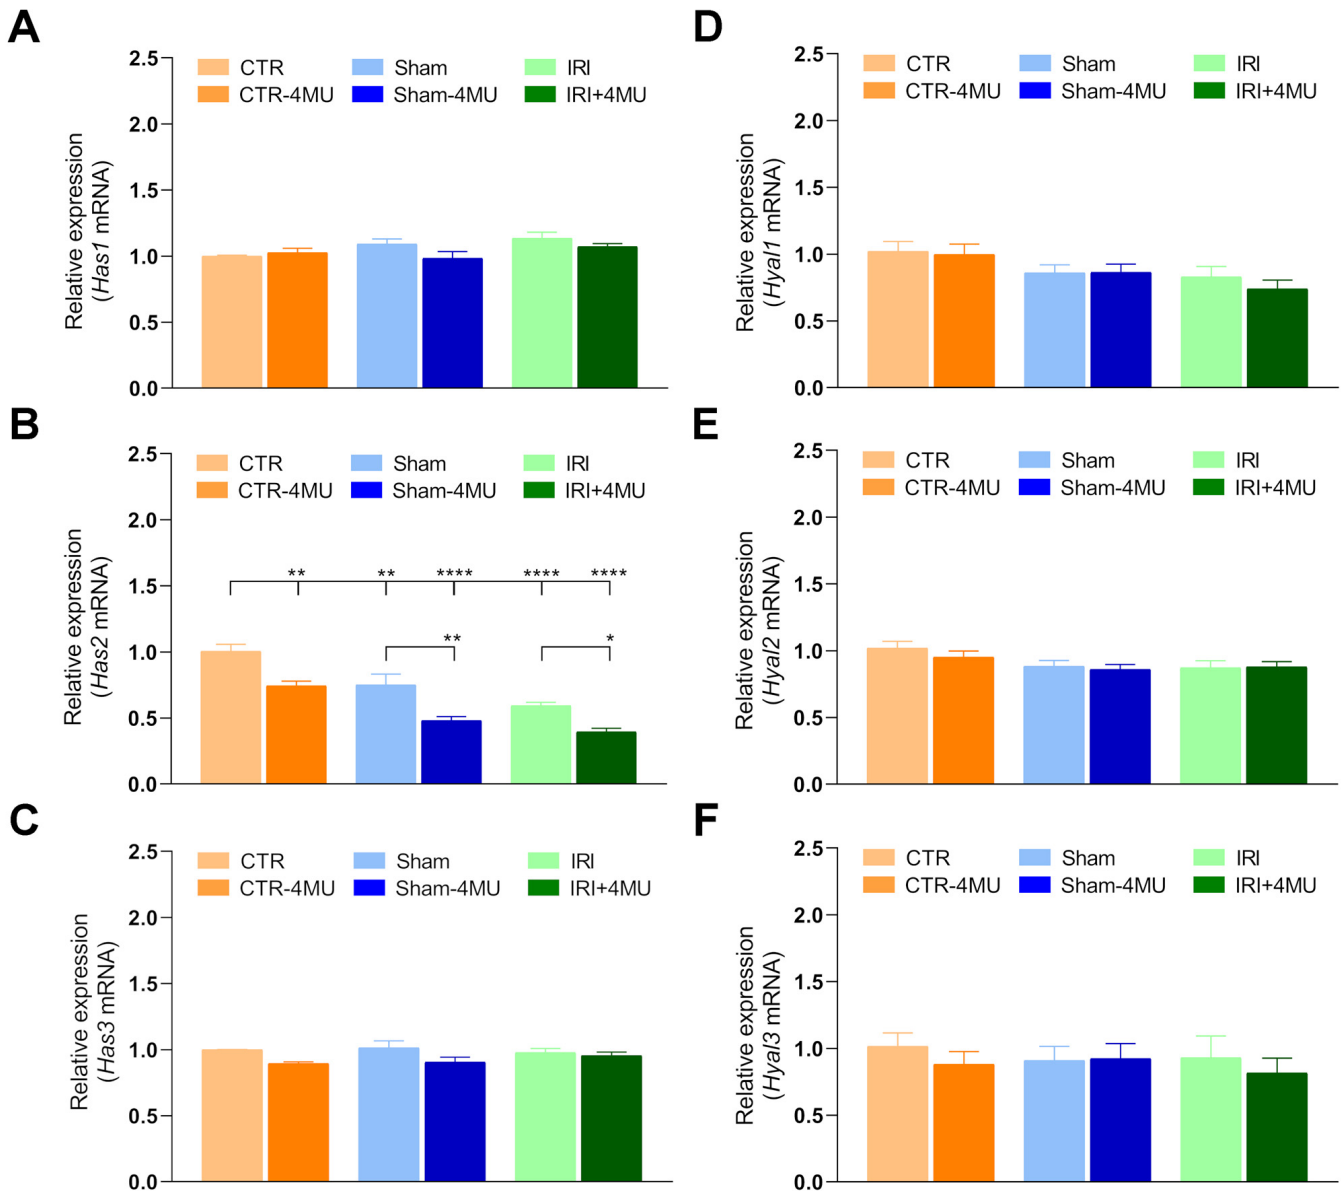 A
2.5
2.0
1.5
1.0
0.5
0.0
Relative expression
(Has1 mRNA)
CTR Sham IRI
CTR-4MU Sham-4MU IRI+4MU
D
2.5
2.0
1.5
1.0
0.5
0.0
Relative expression
(Hyal1 mRNA)
CTR Sham IRI
CTR-4MU Sham-4MU IRI+4MU
B
2.5
2.0
1.5
1.0
0.5
0.0
Relative expression
(Has2 mRNA)
CTR Sham IRI
CTR-4MU Sham-4MU IRI+4MU
** ** **** **** ****
** *
E
2.5
2.0
1.5
1.0
0.5
0.0
Relative expression
(Hyal2 mRNA)
CTR Sham IRI
CTR-4MU Sham-4MU IRI+4MU
C
2.5
2.0
1.5
1.0
0.5
0.0
Relative expression
(Has3 mRNA)
CTR Sham IRI
CTR-4MU Sham-4MU IRI+4MU
F
2.5
2.0
1.5
1.0
0.5
0.0
Relative expression
(Hyal3 mRNA)
CTR Sham IRI
CTR-4MU Sham-4MU IRI+4MU